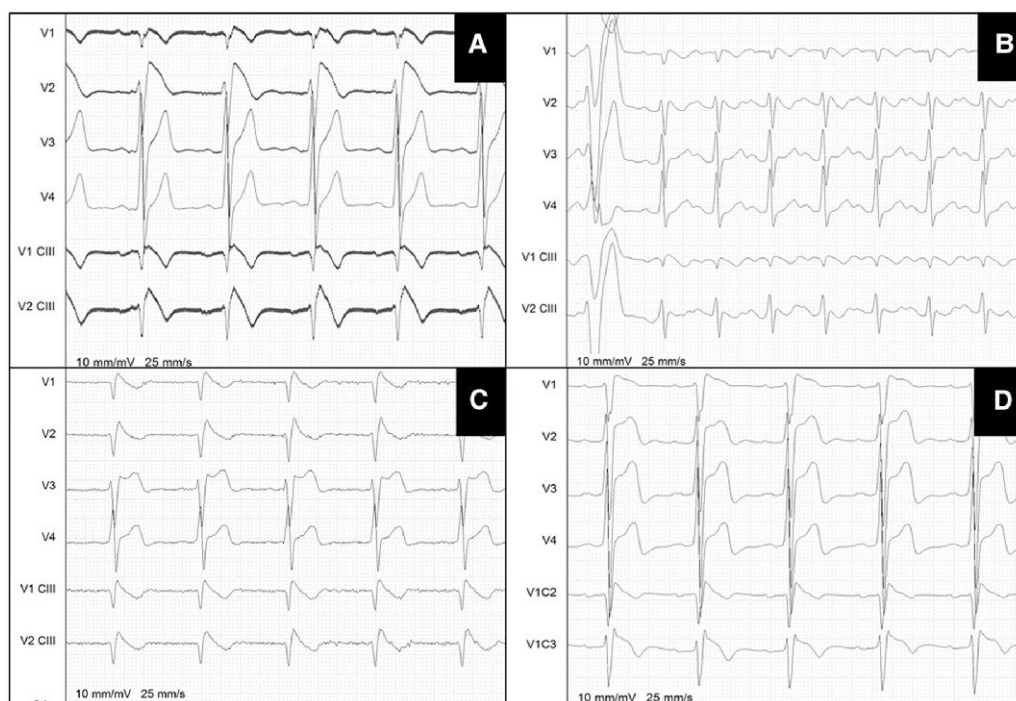 A
V1
V2
V3
V4
V1 CIII
V2 CIII
10 mm/mV 25 mm/s
B
V1
V2
V3
V4
V1 CIII
V2 CIII
10 mm/mV 25 mm/s
C
V1
V2
V3
V4
V1 CIII
V2 CIII
10 mm/mV 25 mm/s
D
V1
V2
V3
V4
V1C2
V1C3
10 mm/mV 25 mm/s